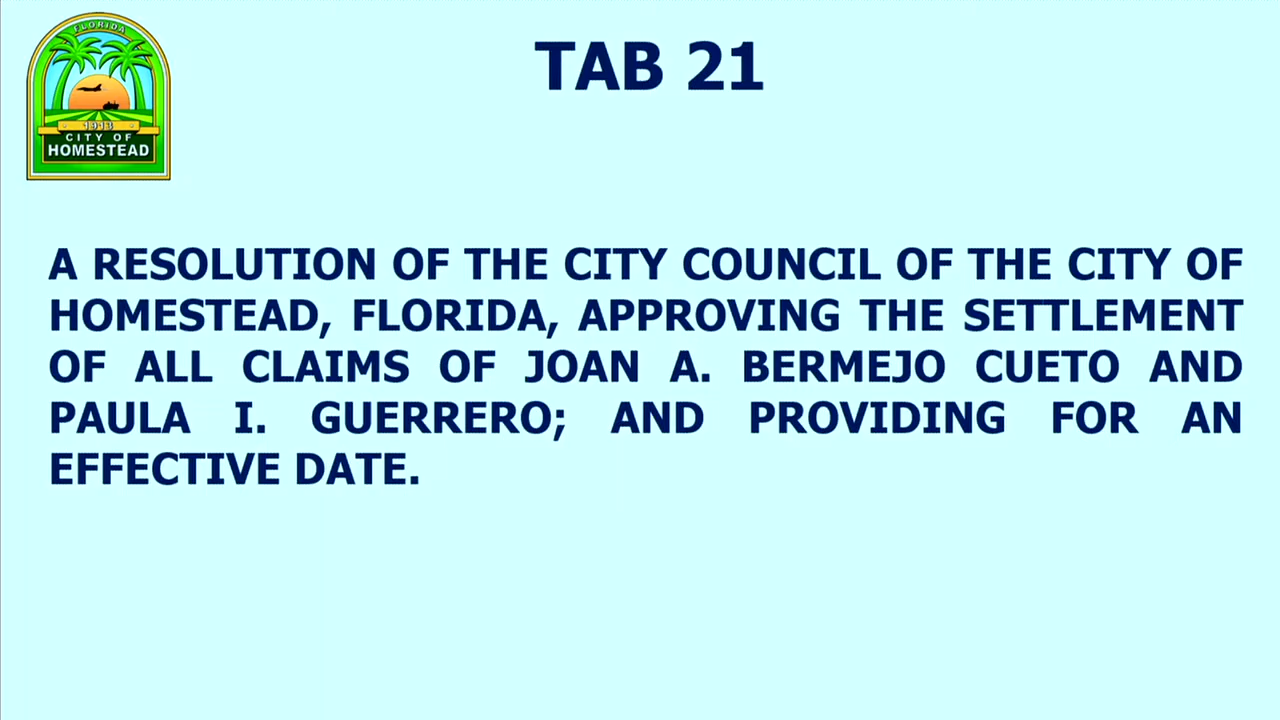 FLORIDA
1913
CITY OF
HOMESTEAD
TAB 21
A RESOLUTION OF THE CITY COUNCIL OF THE CITY OF
HOMESTEAD, FLORIDA, APPROVING THE SETTLEMENT
OF ALL CLAIMS OF JOAN A. BERMEJO CUETO AND
PAULA I. GUERRERO; AND PROVIDING FOR AN
EFFECTIVE DATE.